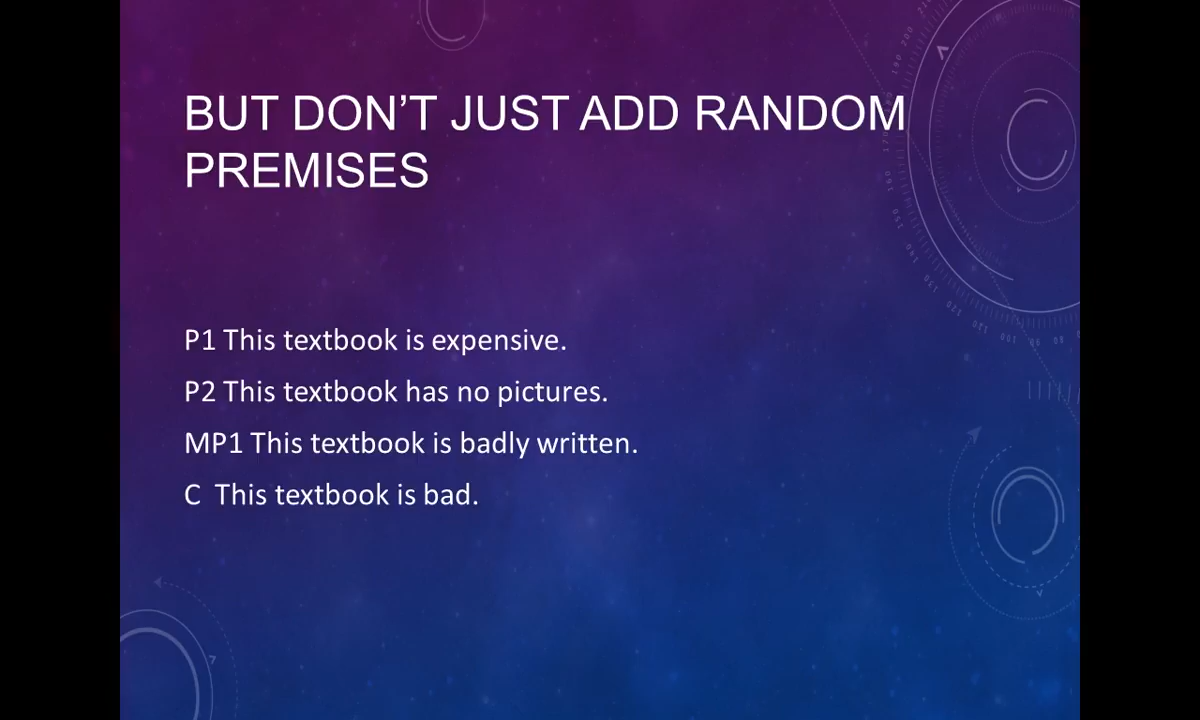 BUT DON’T JUST ADD RANDOM
PREMISES
P1 This textbook is expensive.
P2 This textbook has no pictures.
MP1 This textbook is badly written.
C  This textbook is bad.